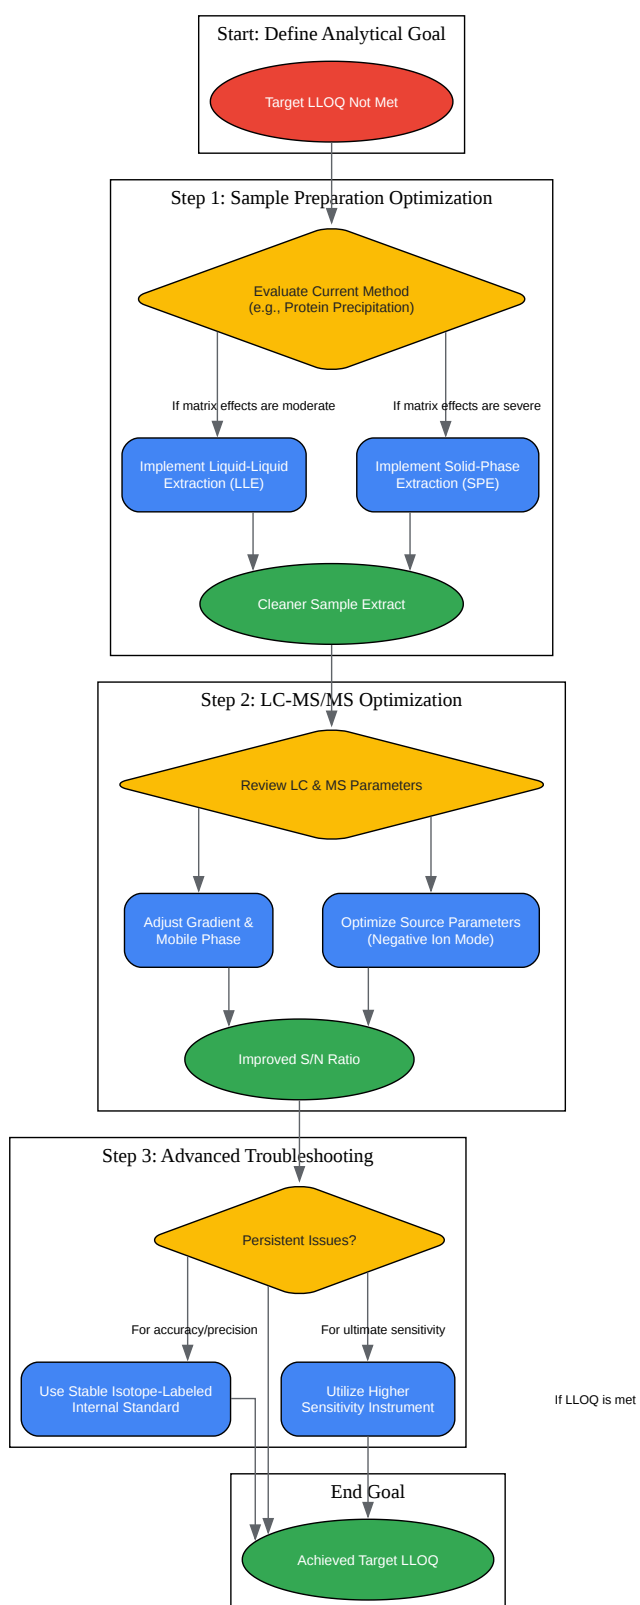 Start: Define Analytical Goal
Target LLOQ Not Met
Step 1: Sample Preparation Optimization
Evaluate Current Method
(e.g., Protein Precipitation)
If matrix effects are moderate
If matrix effects are severe
Implement Liquid-Liquid
Extraction (LLE)
Implement Solid-Phase
Extraction (SPE)
Cleaner Sample Extract
Step 2: LC-MS/MS Optimization
Review LC & MS Parameters
Adjust Gradient &
Mobile Phase
Optimize Source Parameters
(Negative Ion Mode)
Improved S/N Ratio
Step 3: Advanced Troubleshooting
Persistent Issues?
For accuracy/precision
For ultimate sensitivity
Use Stable Isotope-Labeled
Internal Standard
Utilize Higher
Sensitivity Instrument
If LLOQ is met
End Goal
Achieved Target LLOQ